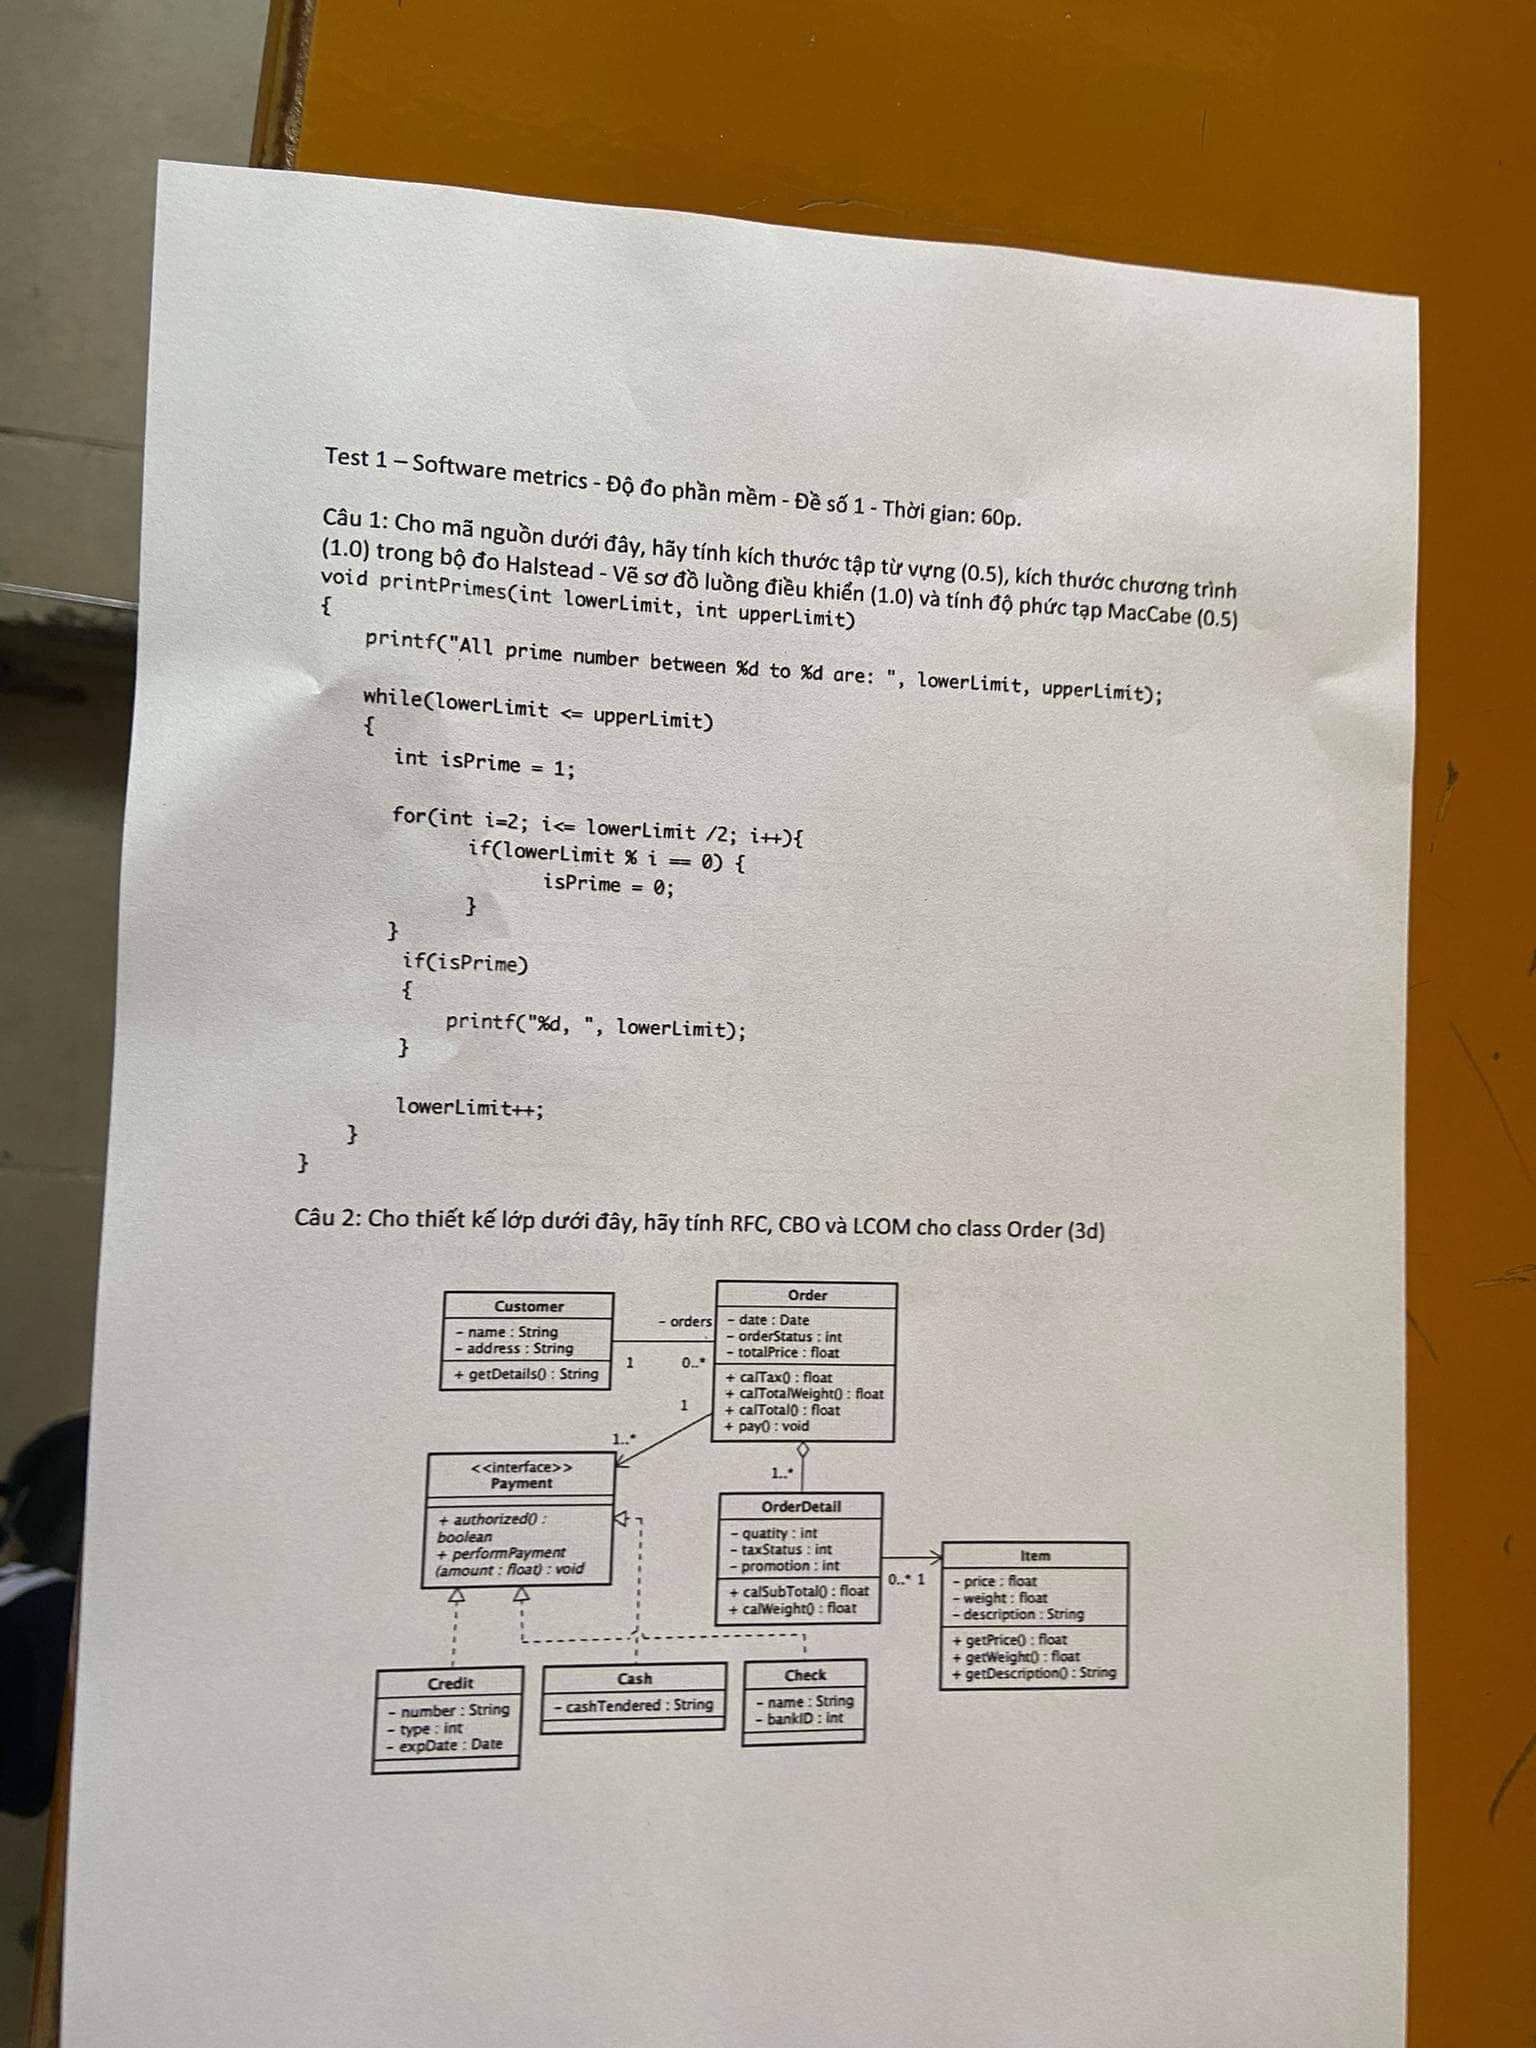 Test 1 – Software metrics - Độ đo phần mềm - Đề số 1 - Thời gian: 60p.
Câu 1: Cho mã nguồn dưới đây, hãy tính kích thước tập từ vựng (0.5), kích thước chương trình
(1.0) trong bộ đo Halstead - Vẽ sơ đồ luồng điều khiển (1.0) và tính độ phức tạp MacCabe (0.5)
void printPrimes(int lowerLimit, int upperLimit)
{
printf("All prime number between %d to %d are: ", lowerLimit, upperLimit);
while(lowerLimit <= upperLimit)
{
int isPrime = 1;
for(int i=2; i<= lowerLimit /2; i++){
if(lowerLimit % i == 0) {
isPrime = 0;
}
}
if(isPrime)
{
printf("%d, ", lowerLimit);
}
lowerLimit++;
}
}
Câu 2: Cho thiết kế lớp dưới đây, hãy tính RFC, CBO và LCOM cho class Order (3đ)
Customer
- name : String
- address : String
+ getDetails() : String
- orders
1
0..*
Order
- date : Date
- orderStatus : int
- totalPrice : float
+ calTax() : float
+ calTotalWeight() : float
+ calTotal() : float
+ pay() : void
1
1..*
1..*
<<interface>>
Payment
+ authorized() :
boolean
+ performPayment
(amount : float) : void
OrderDetail
- quatity : int
- taxStatus : int
- promotion : int
+ calSubTotal() : float
+ calWeight() : float
0..* 1
Item
- price : float
- weight : float
- description : String
+ getPrice() : float
+ getWeight() : float
+ getDescription() : String
Credit
- number : String
- type : int
- expDate : Date
Cash
- cashTendered : String
Check
- name : String
- bankID : int